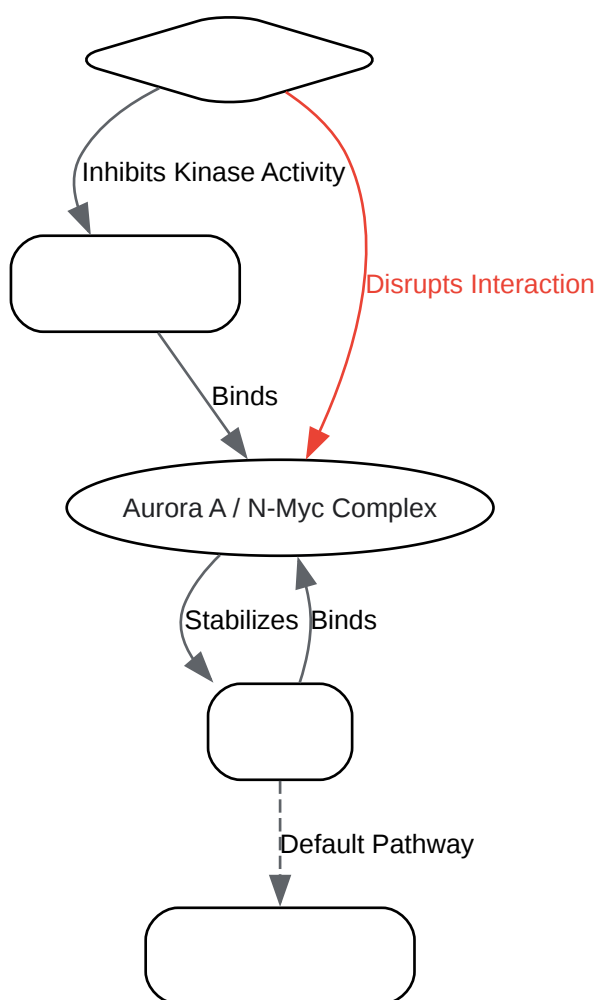 Inhibits Kinase Activity
Disrupts Interaction
Binds
Aurora A / N-Myc Complex
Stabilizes
Binds
Default Pathway